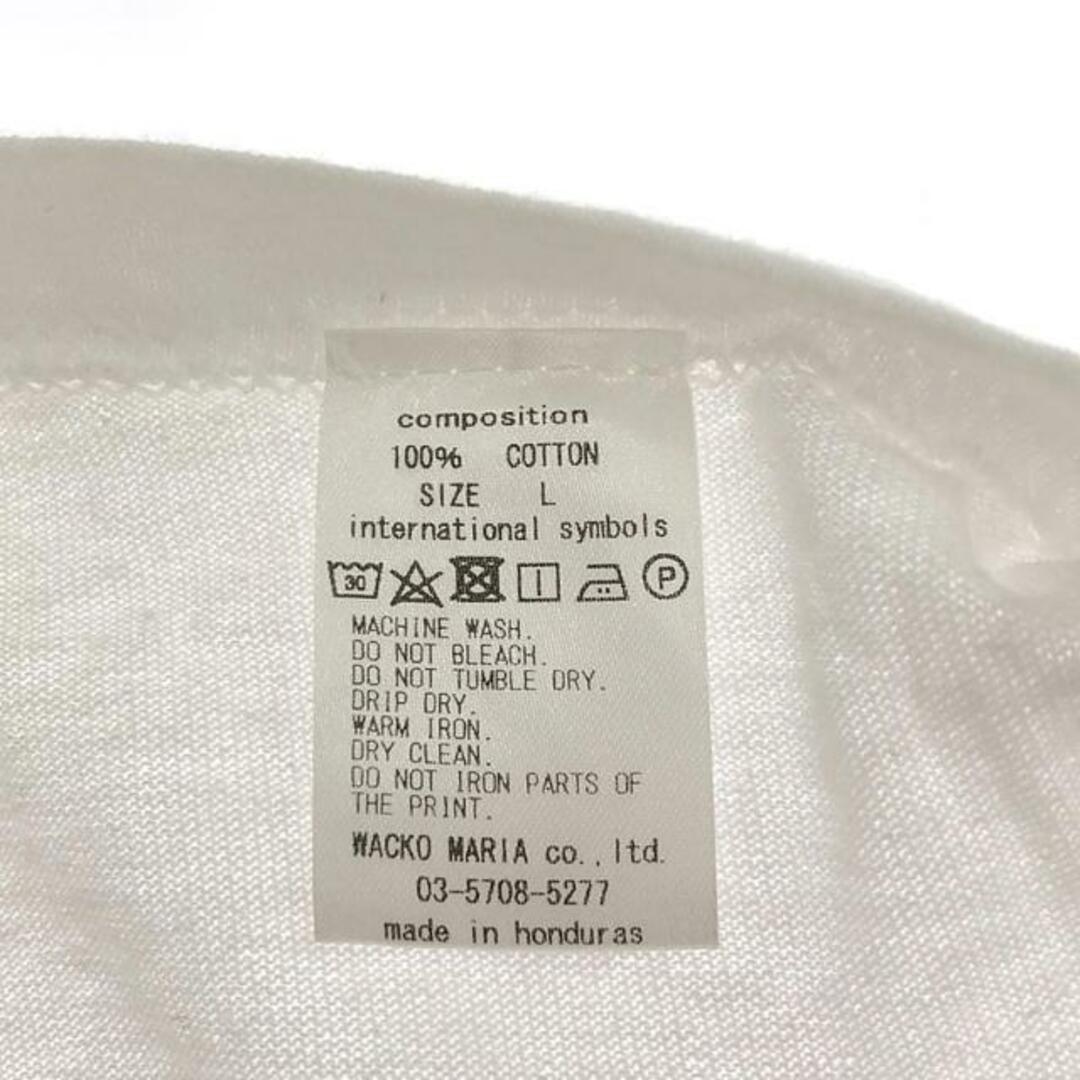 composition
100% COTTON
SIZE L
international symbols
30 P
MACHINE WASH.
DO NOT BLEACH.
DO NOT TUMBLE DRY.
DRIP DRY.
WARM IRON.
DRY CLEAN.
DO NOT IRON PARTS OF
THE PRINT.
WACKO MARIA co.,ltd.
03-5708-5277
made in honduras